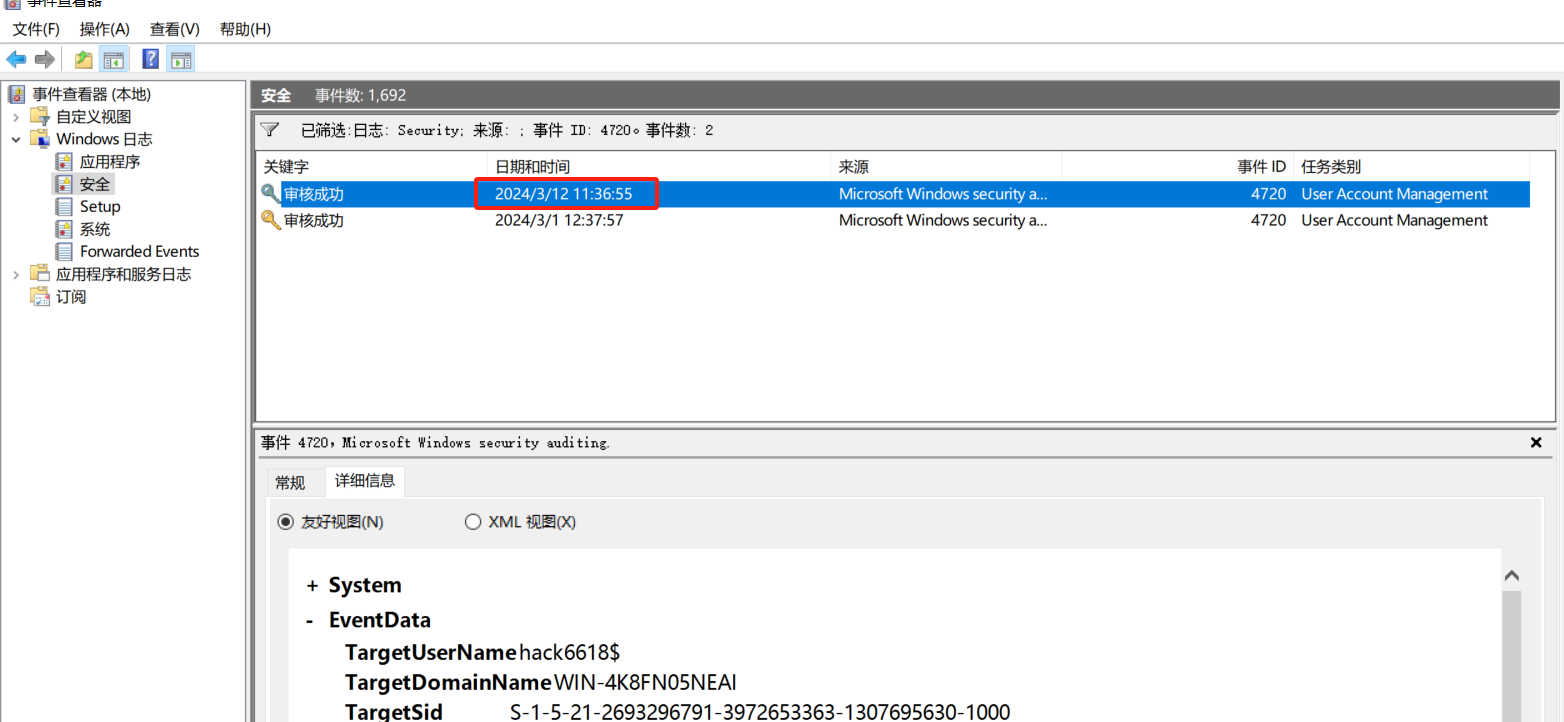 事件查看器
文件(F) 操作(A) 查看(V) 帮助(H)
事件查看器 (本地)
自定义视图
Windows 日志
应用程序
安全
Setup
系统
Forwarded Events
应用程序和服务日志
订阅
安全 事件数: 1,692
已筛选:日志: Security; 来源: ; 事件 ID: 4720。事件数: 2
关键字 日期和时间 来源 事件 ID 任务类别
审核成功 2024/3/12 11:36:55 Microsoft Windows security a... 4720 User Account Management
审核成功 2024/3/1 12:37:57 Microsoft Windows security a... 4720 User Account Management
事件 4720，Microsoft Windows security auditing.
常规 详细信息
友好视图(N) XML 视图(X)
+ System
- EventData
TargetUserName hack6618$
TargetDomainName WIN-4K8FN05NEAI
TargetSid S-1-5-21-2693296791-3972653363-1307695630-1000